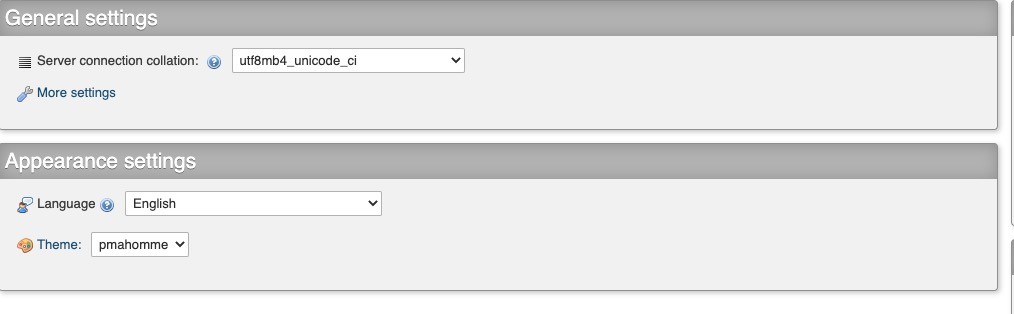 General settings
Server connection collation: utf8mb4_unicode_ci
More settings
Appearance settings
Language English
Theme: pmahomme